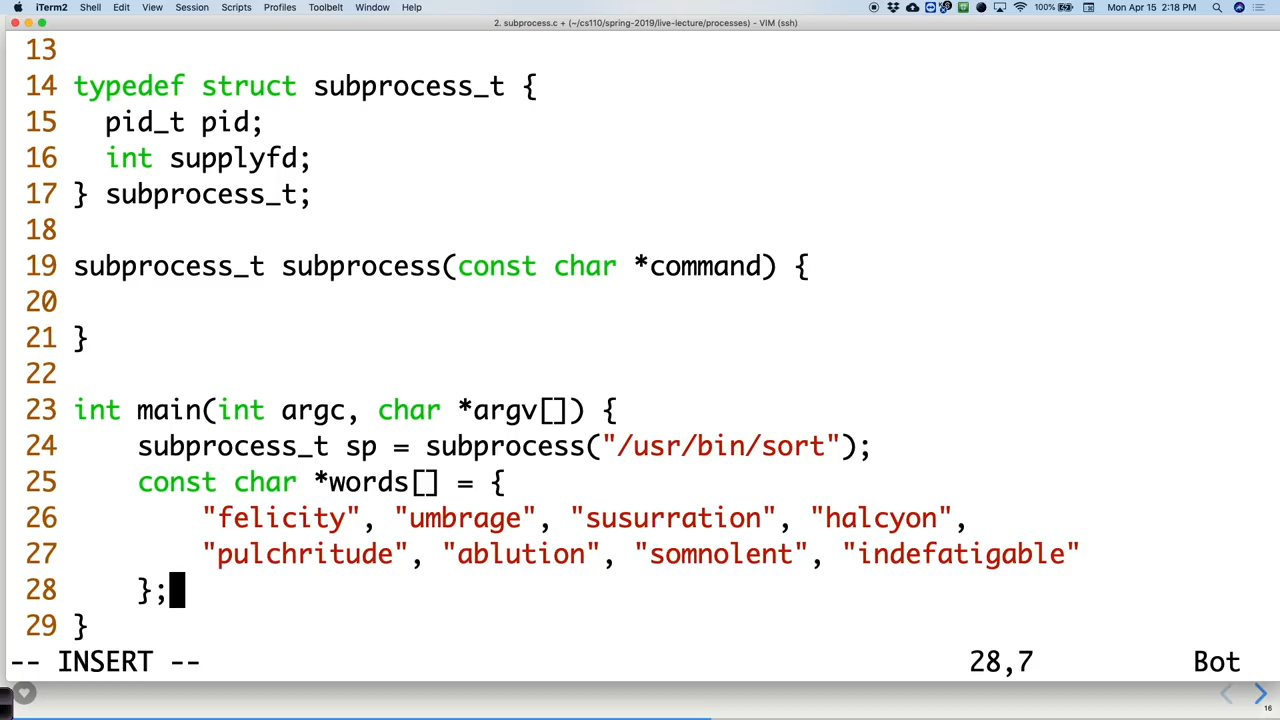 iTerm2 Shell Edit View Session Scripts Profiles Toolbelt Window Help 100% Mon Apr 15 2:18 PM
2. subprocess.c + (~/cs110/spring-2019/live-lecture/processes) - VIM (ssh)
13
14 typedef struct subprocess_t {
15   pid_t pid;
16   int supplyfd;
17 } subprocess_t;
18
19 subprocess_t subprocess(const char *command) {
20
21 }
22
23 int main(int argc, char *argv[]) {
24     subprocess_t sp = subprocess("/usr/bin/sort");
25     const char *words[] = {
26         "felicity", "umbrage", "susurration", "halcyon",
27         "pulchritude", "ablution", "somnolent", "indefatigable"
28     };
29 }
-- INSERT -- 28,7 Bot
16